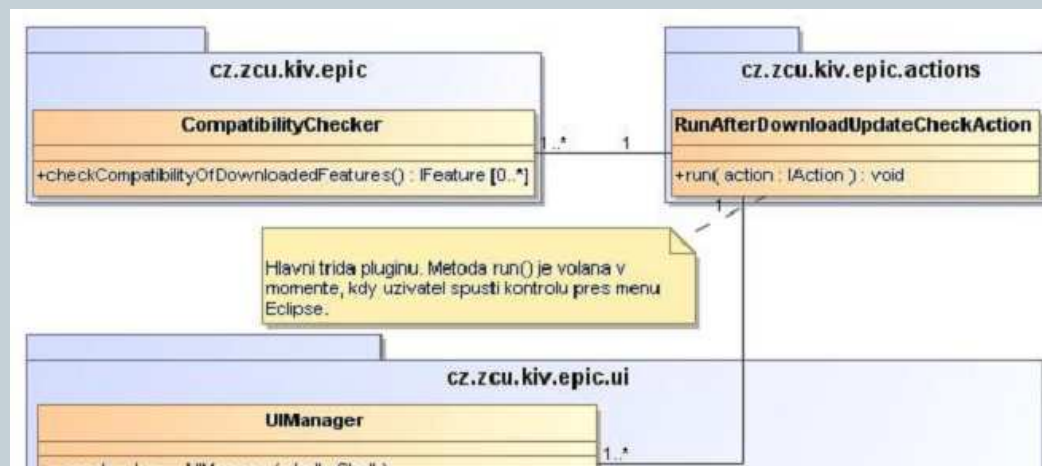 cz.zcu.kiv.epic
CompatibilityChecker
+checkCompatibilityOfDownloadedFeatures() : IFeature [0..*]
1..*
1
cz.zcu.kiv.epic.actions
RunAfterDownloadUpdateCheckAction
+run( action : IAction ) : void
1
Hlavni trida pluginu. Metoda run() je volana v
momente, kdy uzivatel spusti kontrolu pres menu
Eclipse.
cz.zcu.kiv.epic.ui
UIManager
1..*